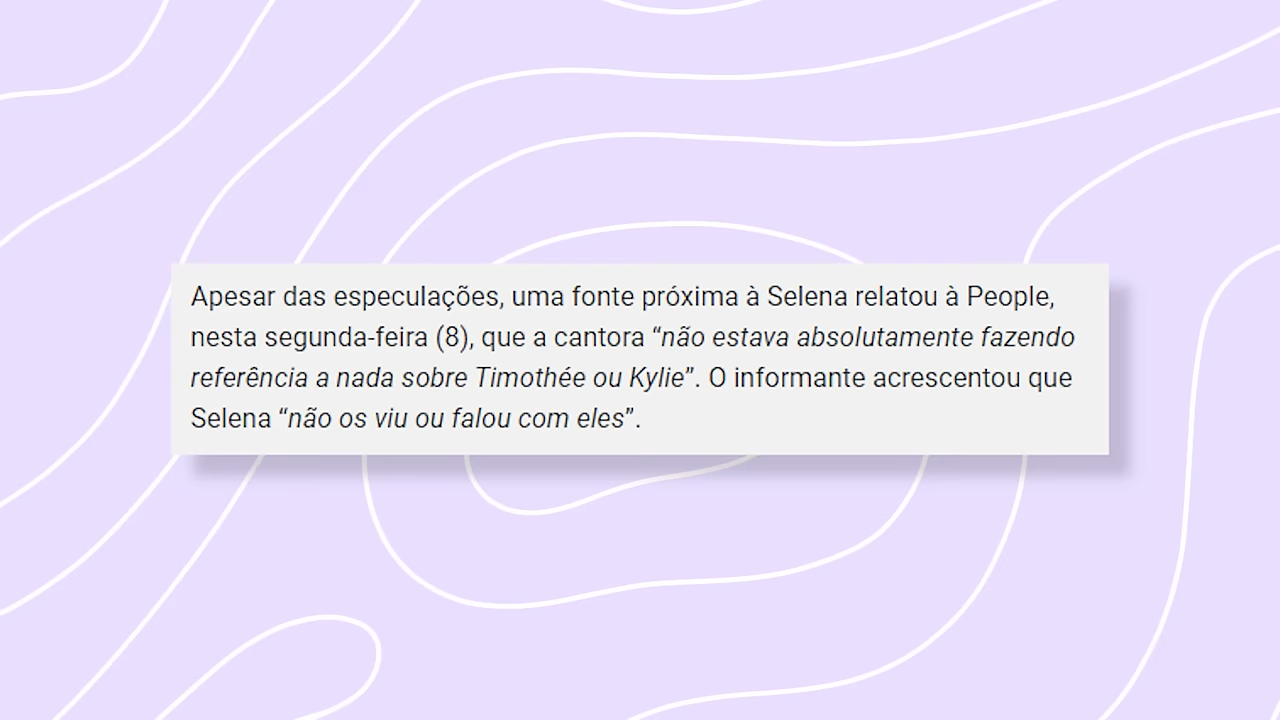 Apesar das especulações, uma fonte próxima à Selena relatou à People,
nesta segunda-feira (8), que a cantora “não estava absolutamente fazendo
referência a nada sobre Timothée ou Kylie”. O informante acrescentou que
Selena “não os viu ou falou com eles”.